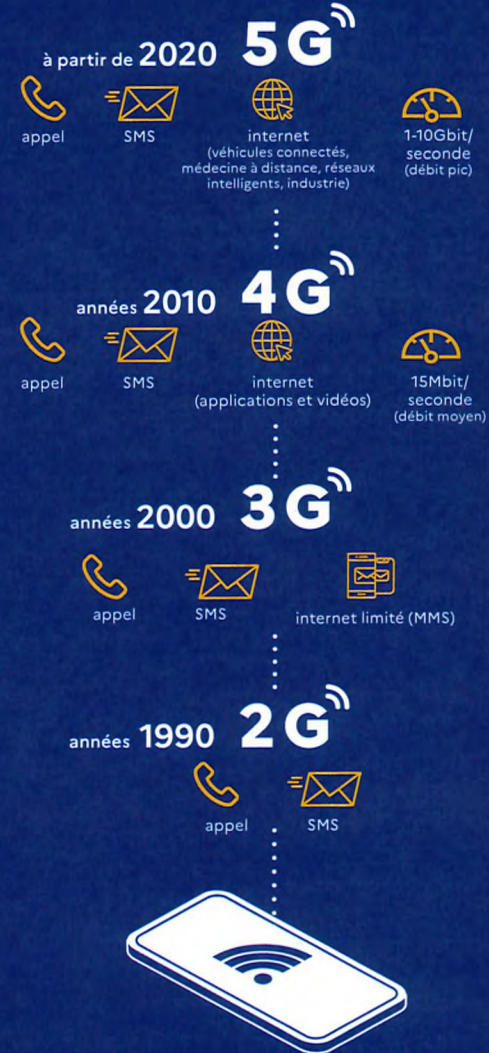 à partir de 2020 5G
appel
SMS
internet
(véhicules connectés,
médecine à distance, réseaux
intelligents, industrie)
1-10Gbit/
seconde
(débit pic)
années 2010 4G
appel
SMS
internet
(applications et vidéos)
15Mbit/
seconde
(débit moyen)
années 2000 3G
appel
SMS
internet limité (MMS)
années 1990 2G
appel
SMS